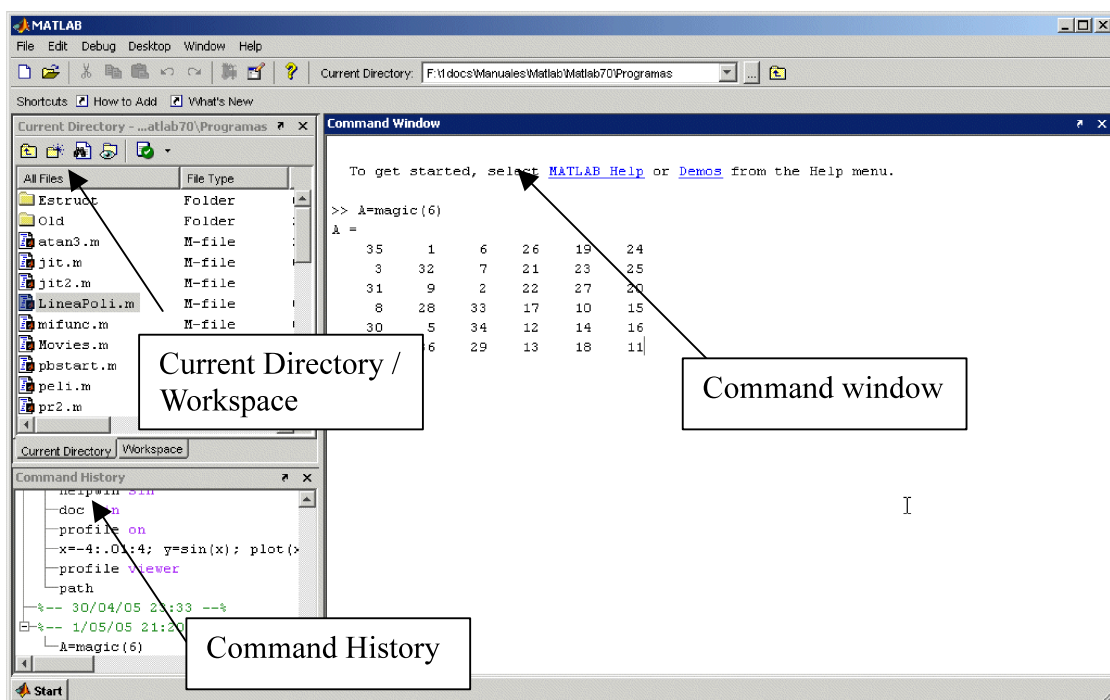 MATLAB
File Edit Debug Desktop Window Help
Current Directory: F:\1docs\Manuales\Matlab\Matlab70\Programas ...
Shortcuts How to Add What's New
Current Directory - ...atlab70\Programas
All Files File Type
Estruct Folder
Old Folder
atan3.m M-file
jit.m M-file
jit2.m M-file
LineaPoli.m M-file
mifunc.m M-file
Movies.m
pbstart.m
peli.m
pr2.m
Current Directory Workspace
Current Directory /
Workspace
Command History
helpwin sin
doc
profile on
x=-4:.01:4; y=sin(x); plot(x
profile viewer
path
%-- 30/04/05 23:33 --%
%-- 1/05/05 21:20
A=magic(6)
Command History
Start
Command Window
To get started, select MATLAB Help or Demos from the Help menu.
>> A=magic(6)
A =
35 1 6 26 19 24
3 32 7 21 23 25
31 9 2 22 27 20
8 28 33 17 10 15
30 5 34 12 14 16
36 29 13 18 11
Command window